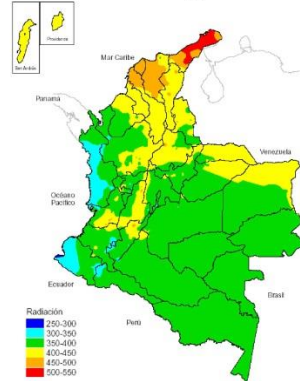 San Andrés
Providencia
Mar Caribe
Panamá
Venezuela
Océano
Pacífico
Ecuador
Brasil
Perú
Radiación
250-300
300-350
350-400
400-450
450-500
500-550